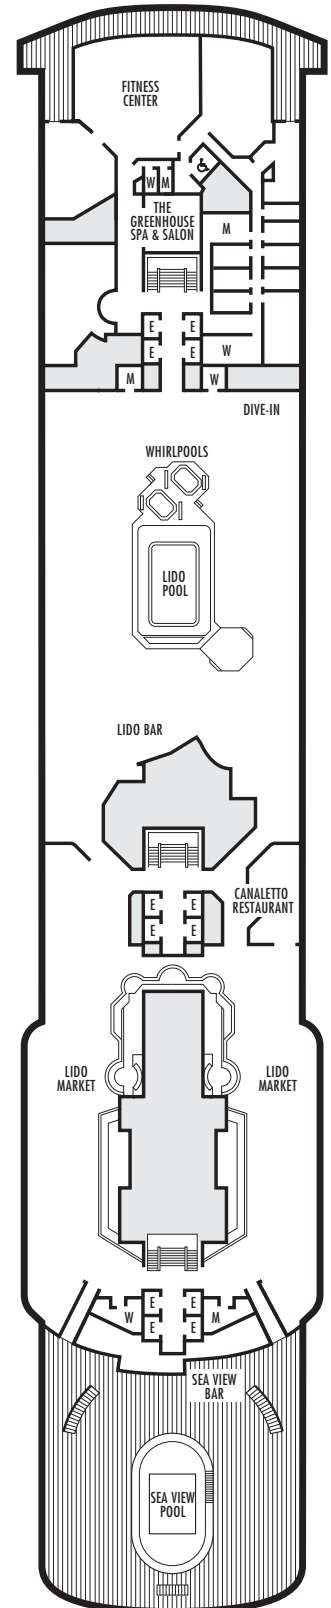 FITNESS
CENTER
W M
THE
GREENHOUSE
SPA & SALON
M
E E
E E W
M W
DIVE-IN
WHIRLPOOLS
LIDO
POOL
LIDO BAR
CANALETTO
RESTAURANT
E E
E E
LIDO
MARKET
LIDO
MARKET
E E
W E E M
SEA VIEW
BAR
SEA VIEW
POOL